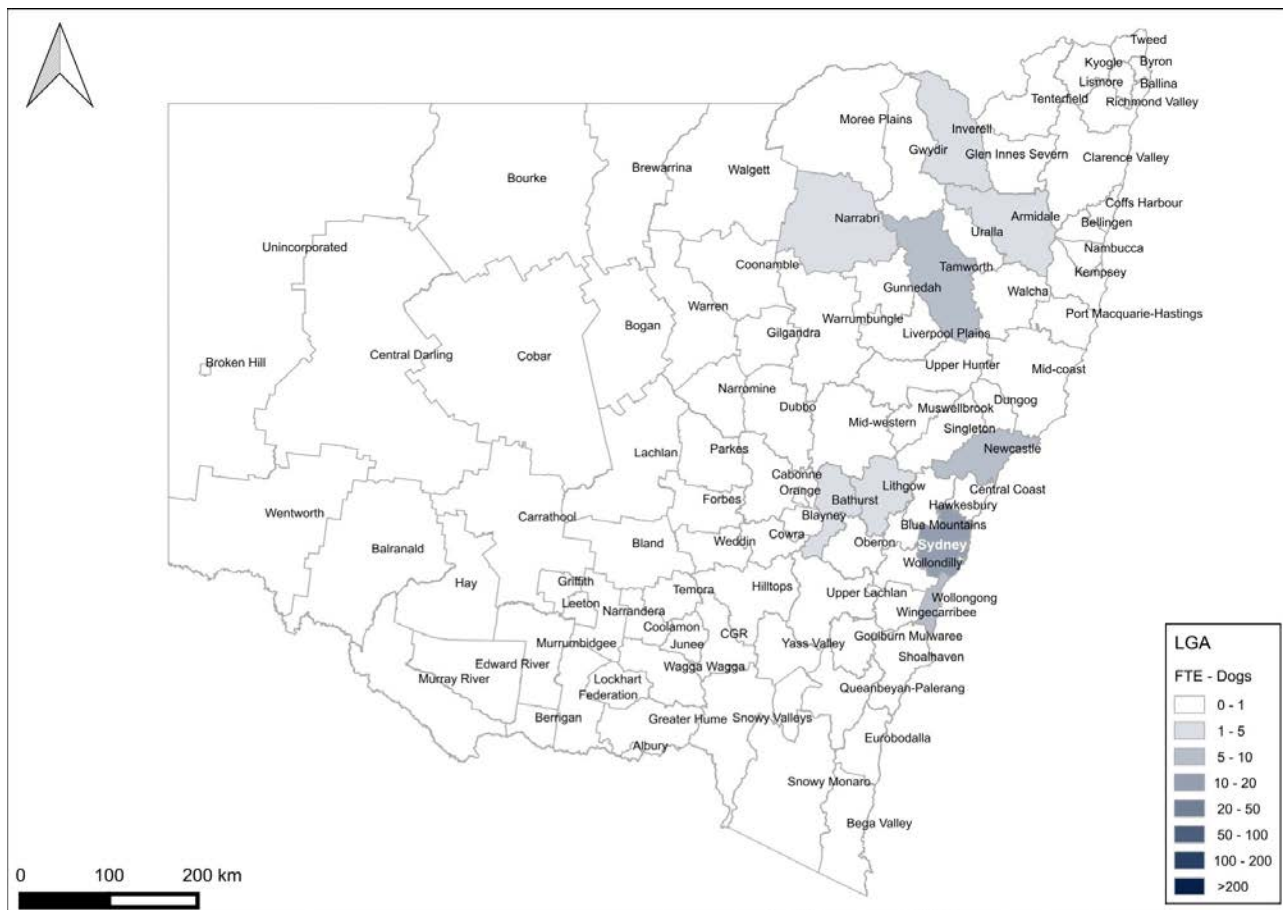 Tweed
Kyogle
Byron
Lismore
Ballina
Tenterfield
Richmond Valley
Moree Plains
Inverell
Gwydir
Glen Innes Severn
Clarence Valley
Brewarrina
Walgett
Bourke
Coffs Harbour
Narrabri
Armidale
Bellingen
Uralla
Unincorporated
Nambucca
Coonamble
Tamworth
Kempsey
Gunnedah
Walcha
Warren
Port Macquarie-Hastings
Warrumbungle
Bogan
Gilgandra
Liverpool Plains
Central Darling
Cobar
Broken Hill
Upper Hunter
Mid-coast
Narromine
Dungog
Dubbo
Muswellbrook
Mid-western
Singleton
Newcastle
Parkes
Lachlan
Cabonne
Lithgow
Orange
Bathurst
Central Coast
Forbes
Hawkesbury
Wentworth
Carrathool
Blayney
Blue Mountains
Cowra
Weddin
Bland
Oberon
Sydney
Balranald
Wollondilly
Hay
Griffith
Temora
Hilltops
Upper Lachlan
Wollongong
Leeton
Narrandera
Wingecarribee
Coolamon
CGR
Goulburn Mulwaree
Murrumbidgee
Junee
Yass Valley
Shoalhaven
Edward River
Wagga Wagga
Murray River
Lockhart
Queanbeyan-Palerang
Federation
Berrigan
Greater Hume
Snowy Valleys
Eurobodalla
Albury
Snowy Monaro
Bega Valley
LGA
FTE - Dogs
0 - 1
1 - 5
5 - 10
10 - 20
20 - 50
50 - 100
100 - 200
>200
0 100 200 km